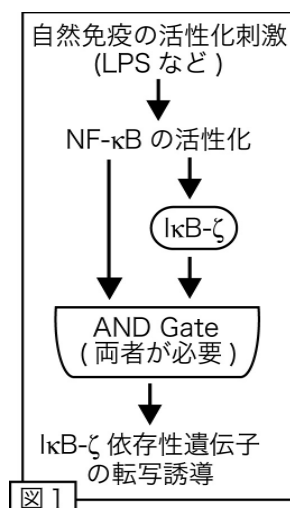 自然免疫の活性化刺激
(LPS など )
NF-κB の活性化
IκB-ζ
AND Gate
( 両者が必要 )
IκB-ζ 依存性遺伝子
の転写誘導
図 1